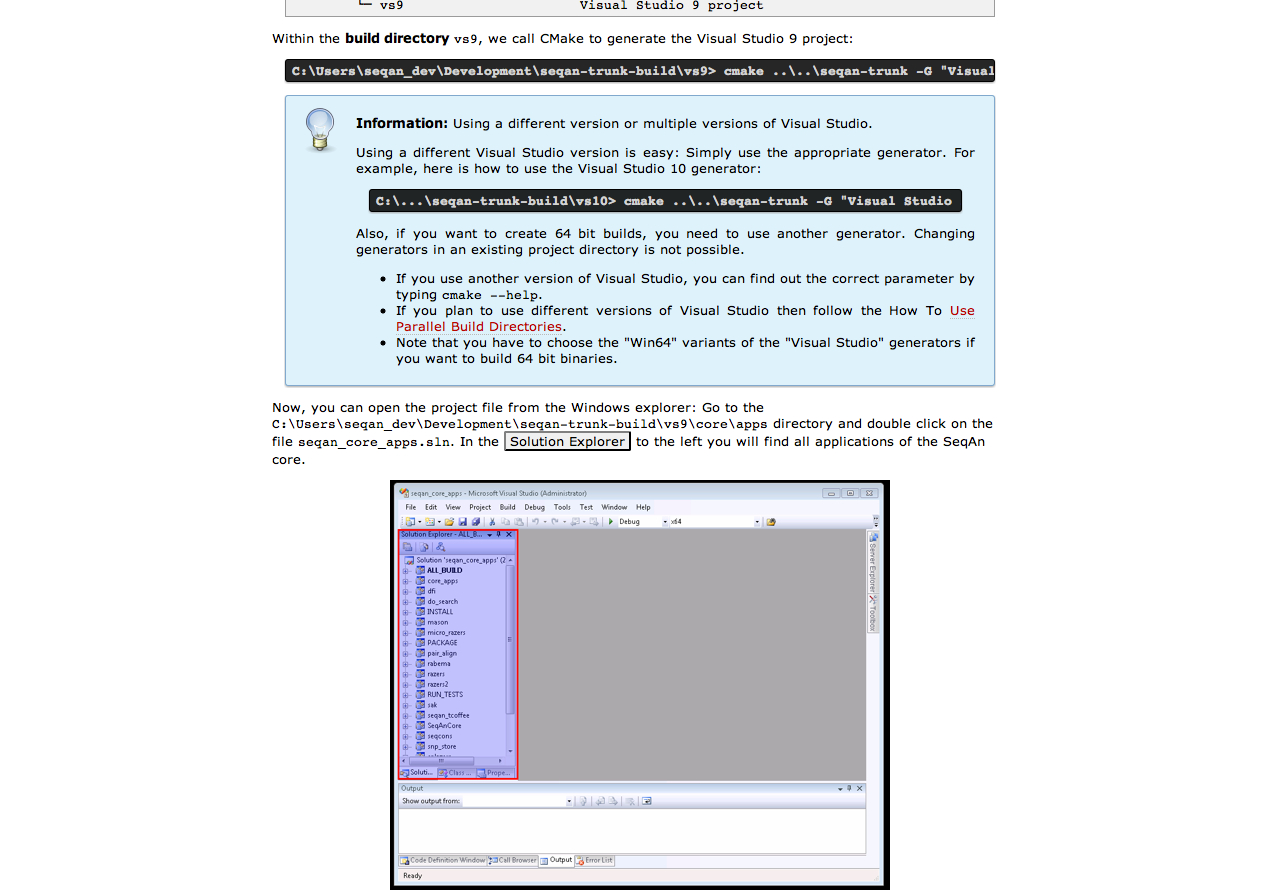 └─ vs9 Visual Studio 9 project
Within the build directory vs9, we call CMake to generate the Visual Studio 9 project:
C:\Users\seqan_dev\Development\seqan-trunk-build\vs9> cmake ..\..\seqan-trunk -G "Visual
Information: Using a different version or multiple versions of Visual Studio.
Using a different Visual Studio version is easy: Simply use the appropriate generator. For
example, here is how to use the Visual Studio 10 generator:
C:\...\seqan-trunk-build\vs10> cmake ..\..\seqan-trunk -G "Visual Studio
Also, if you want to create 64 bit builds, you need to use another generator. Changing
generators in an existing project directory is not possible.
• If you use another version of Visual Studio, you can find out the correct parameter by
typing cmake --help.
• If you plan to use different versions of Visual Studio then follow the How To Use
Parallel Build Directories.
• Note that you have to choose the "Win64" variants of the "Visual Studio" generators if
you want to build 64 bit binaries.
Now, you can open the project file from the Windows explorer: Go to the
C:\Users\seqan_dev\Development\seqan-trunk-build\vs9\core\apps directory and double click on the
file seqan_core_apps.sln. In the Solution Explorer to the left you will find all applications of the SeqAn
core.
seqan_core_apps - Microsoft Visual Studio (Administrator)
File Edit View Project Build Debug Tools Test Window Help
Debug x64
Solution Explorer - ALL_B...
Solution 'seqan_core_apps' (2
ALL_BUILD
core_apps
dfi
do_search
INSTALL
mason
micro_razers
PACKAGE
pair_align
rabema
razers
razers2
RUN_TESTS
sak
seqan_tcoffee
SeqAnCore
seqcons
snp_store
Soluti... Class ... Prope...
Server Explorer
Toolbox
Output
Show output from:
Code Definition Window Call Browser Output Error List
Ready